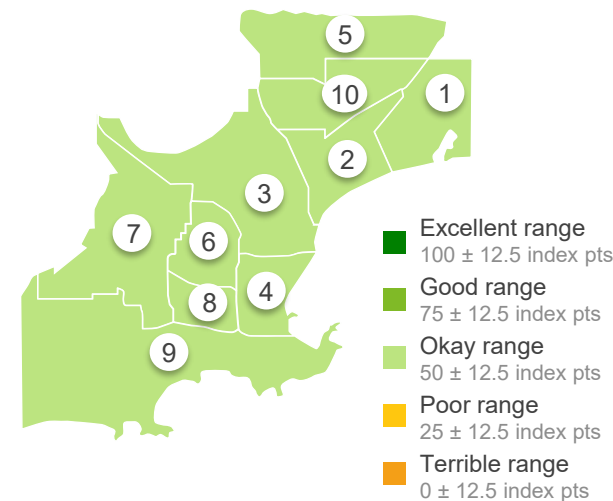 5
10
1
2
3
7
6
4
8
9
Excellent range
100 ± 12.5 index pts
Good range
75 ± 12.5 index pts
Okay range
50 ± 12.5 index pts
Poor range
25 ± 12.5 index pts
Terrible range
0 ± 12.5 index pts